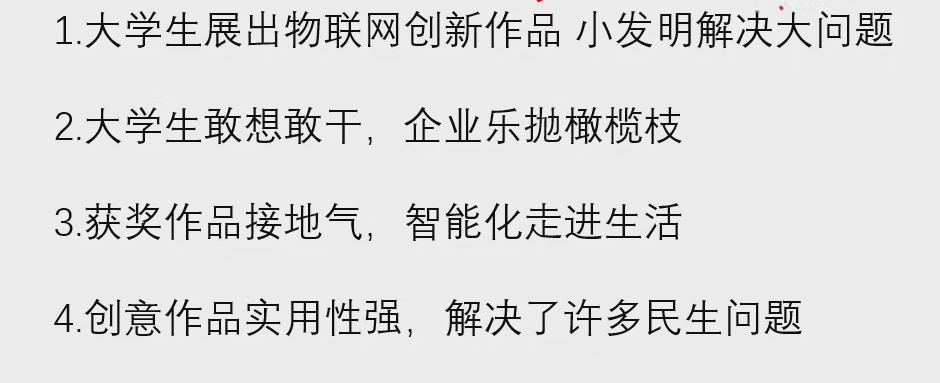 1.大学生展出物联网创新作品 小发明解决大问题
2.大学生敢想敢干，企业乐抛橄榄枝
3.获奖作品接地气，智能化走进生活
4.创意作品实用性强，解决了许多民生问题